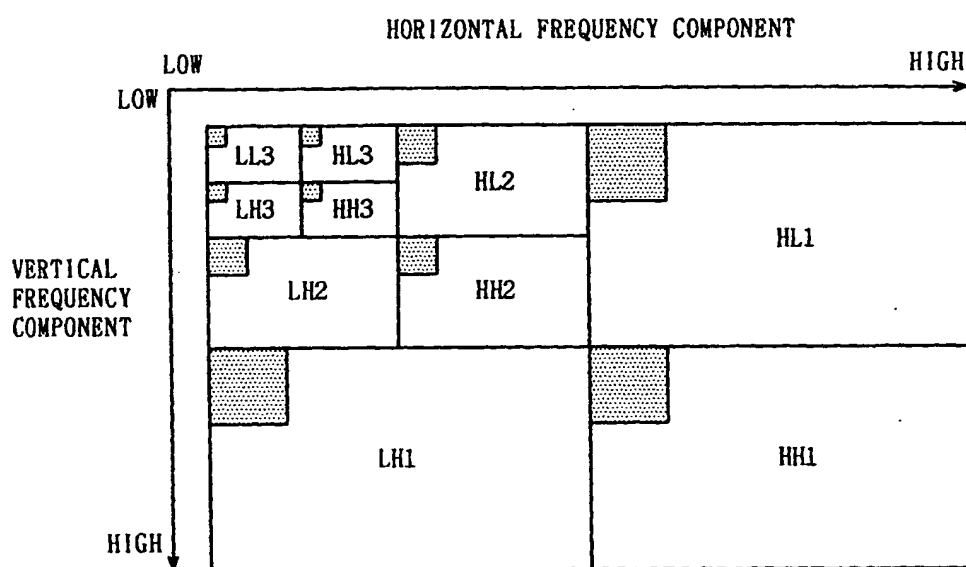 HORIZONTAL FREQUENCY COMPONENT
LOW
HIGH
LOW
LL3
HL3
HL2
LH3
HH3
HL1
VERTICAL
FREQUENCY
COMPONENT
LH2
HH2
LH1
HH1
HIGH